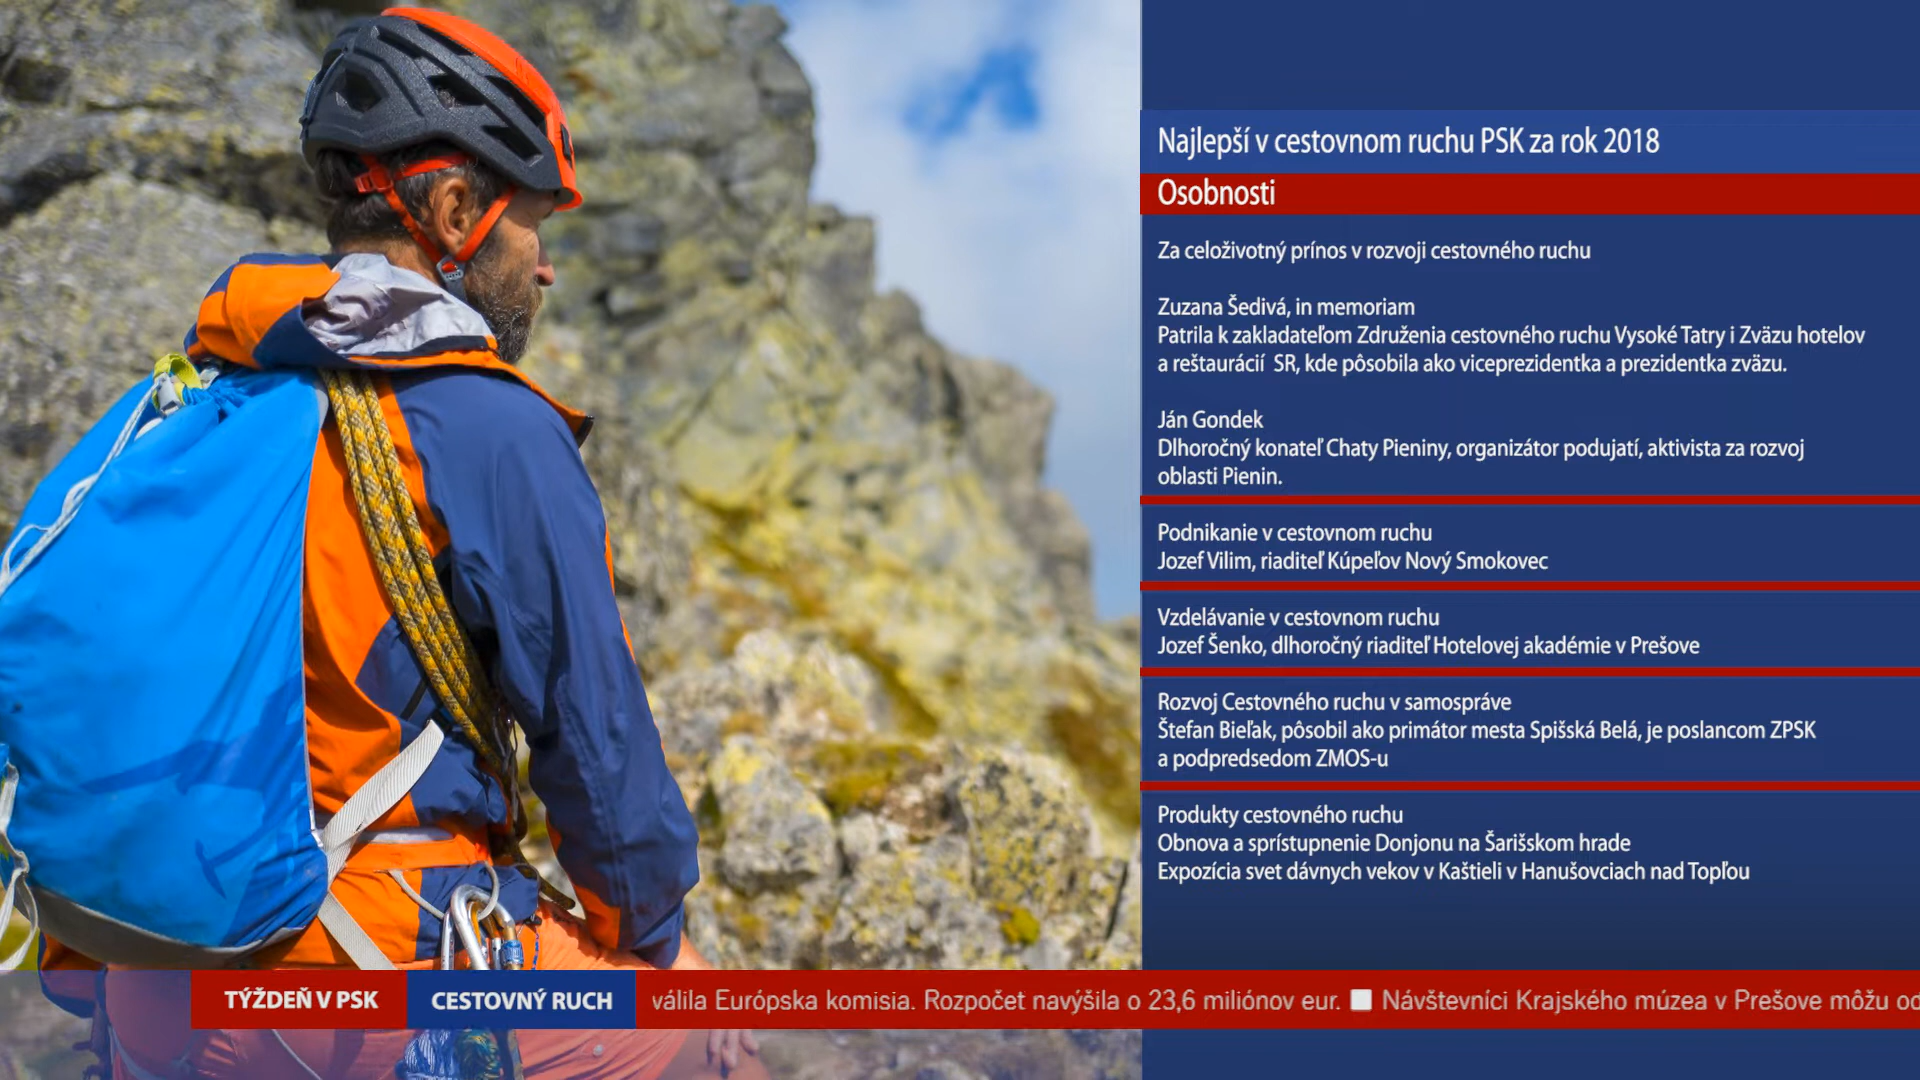 Najlepší v cestovnom ruchu PSK za rok 2018
Osobnosti
Za celoživotný prínos v rozvoji cestovného ruchu
Zuzana Šedivá, in memoriam
Patrila k zakladateľom Združenia cestovného ruchu Vysoké Tatry i Zväzu hotelov
a reštaurácií SR, kde pôsobila ako viceprezidentka a prezidentka zväzu.
Ján Gondek
Dlhoročný konateľ Chaty Pieniny, organizátor podujatí, aktivista za rozvoj
oblasti Pienin.
Podnikanie v cestovnom ruchu
Jozef Vilim, riaditeľ Kúpeľov Nový Smokovec
Vzdelávanie v cestovnom ruchu
Jozef Šenko, dlhoročný riaditeľ Hotelovej akadémie v Prešove
Rozvoj Cestovného ruchu v samospráve
Štefan Bieľak, pôsobil ako primátor mesta Spišská Belá, je poslancom ZPSK
a podpredsedom ZMOS-u
Produkty cestovného ruchu
Obnova a sprístupnenie Donjonu na Šarišskom hrade
Expozícia svet dávnych vekov v Kaštieli v Hanušovciach nad Topľou
TÝŽDEŇ V PSK CESTOVNÝ RUCH válila Európska komisia. Rozpočet navýšila o 23,6 miliónov eur. Návštevníci Krajského múzea v Prešove môžu od